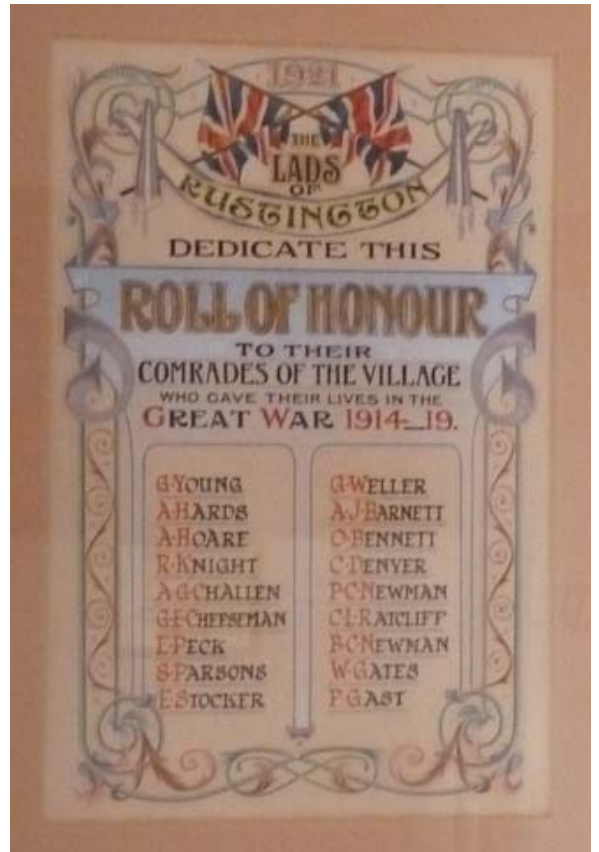 1921
THE
LADS
OF
RUSTINGTON
DEDICATE THIS
ROLL OF HONOUR
TO THEIR
COMRADES OF THE VILLAGE
WHO GAVE THEIR LIVES IN THE
GREAT WAR 1914-19.
G·YOUNG
A·HARDS
A·HOARE
R·KNIGHT
A·G·CHALLEN
G·E·CHEESEMAN
E·PECK
S·PARSONS
E·STOCKER
G·WELLER
A·J·BARNETT
O·BENNETT
C·DENYER
P·C·NEWMAN
C·L·RATCLIFF
B·C·NEWMAN
W·GATES
F·GAST